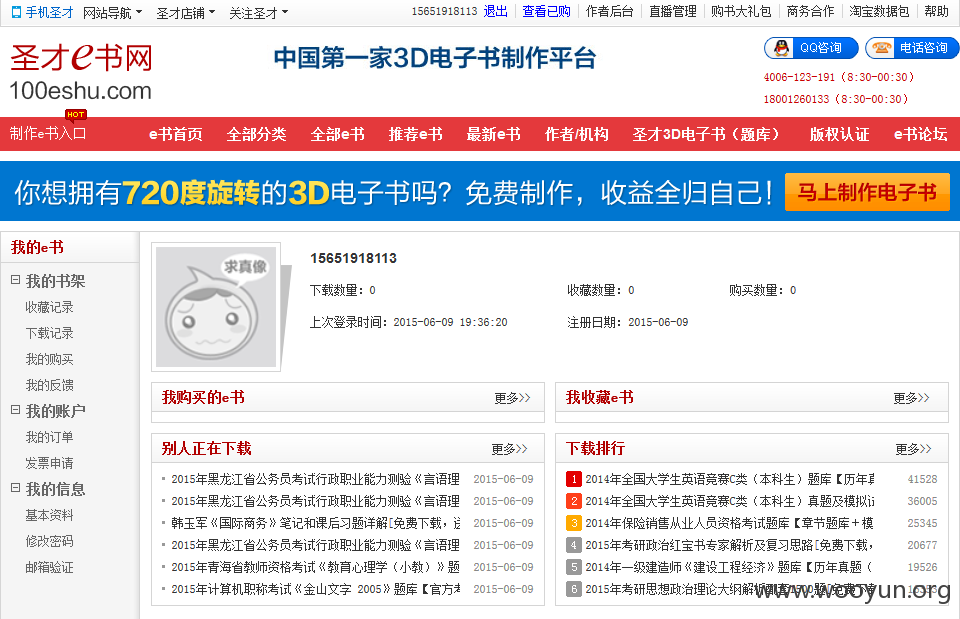 手机圣才 网站导航 圣才店铺 关注圣才 15651918113 退出 查看已购 作者后台 直播管理 购书大礼包 商务合作 淘宝数据包 帮助
圣才e书网
100eshu.com
中国第一家3D电子书制作平台
QQ咨询 电话咨询
4006-123-191（8:30-00:30）
18001260133（8:30-00:30）
HOT
制作e书入口 e书首页 全部分类 全部e书 推荐e书 最新e书 作者/机构 圣才3D电子书（题库） 版权认证 e书论坛
你想拥有720度旋转的3D电子书吗？免费制作，收益全归自己！ 马上制作电子书
我的e书
我的书架
收藏记录
下载记录
我的购买
我的反馈
我的账户
我的订单
发票申请
我的信息
基本资料
修改密码
邮箱验证
求真像
15651918113
下载数量：0 收藏数量：0 购买数量：0
上次登录时间：2015-06-09 19:36:20 注册日期：2015-06-09
我购买的e书 更多>>
我收藏e书 更多>>
别人正在下载 更多>>
2015年黑龙江省公务员考试行政职业能力测验《言语理 2015-06-09
2015年黑龙江省公务员考试行政职业能力测验《言语理 2015-06-09
韩玉军《国际商务》笔记和课后习题详解[免费下载， 2015-06-09
2015年黑龙江省公务员考试行政职业能力测验《言语理 2015-06-09
2015年青海省教师资格考试《教育心理学（小教）》题 2015-06-09
2015年计算机职称考试《金山文字 2005》题库【官方 2015-06-09
下载排行 更多>>
1 2014年全国大学生英语竞赛C类（本科生）题库【历年 41528
2 2014年全国大学生英语竞赛C类（本科生）真题及模拟 36005
3 2014年保险销售从业人员资格考试题库【章节题库＋模 25345
4 2015年考研政治红宝书专家解析及复习思路[免费下载， 20677
5 2014年一级建造师《建设工程经济》题库【历年真题（ 19526
6 2015年考研思想政治理论大纲解析
www.wooyun.org